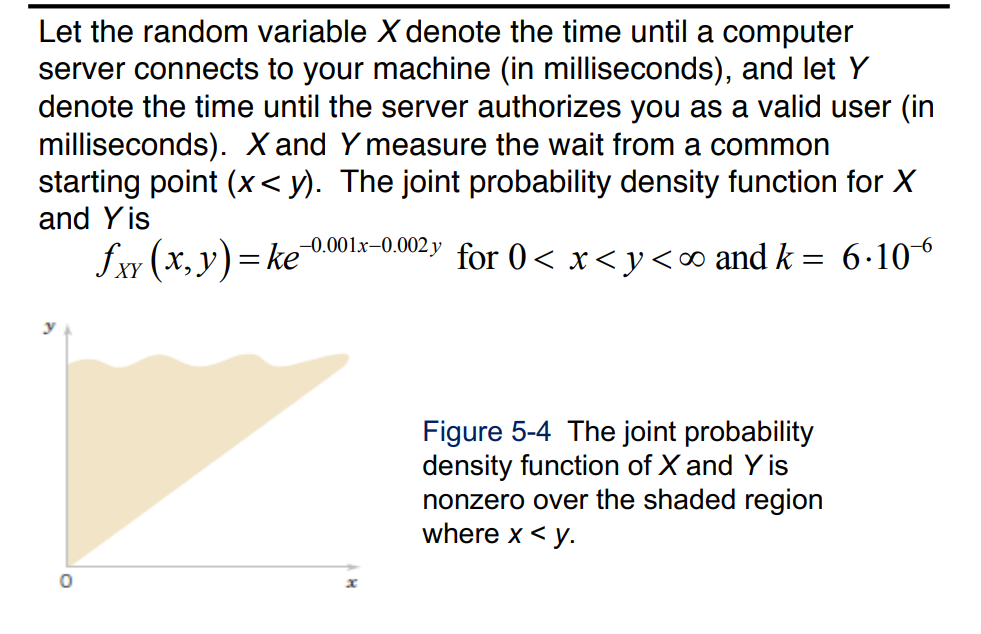 Let the random variable X denote the time until a computer
server connects to your machine (in milliseconds), and let Y
denote the time until the server authorizes you as a valid user (in
milliseconds).  X and Y measure the wait from a common
starting point (x < y).  The joint probability density function for X
and Y is
f_{XY}(x, y) = ke^{-0.001x-0.002y} for 0 < x < y < ∞ and k = 6·10^{-6}
y
Figure 5-4  The joint probability
density function of X and Y is
nonzero over the shaded region
where x < y.
0
x